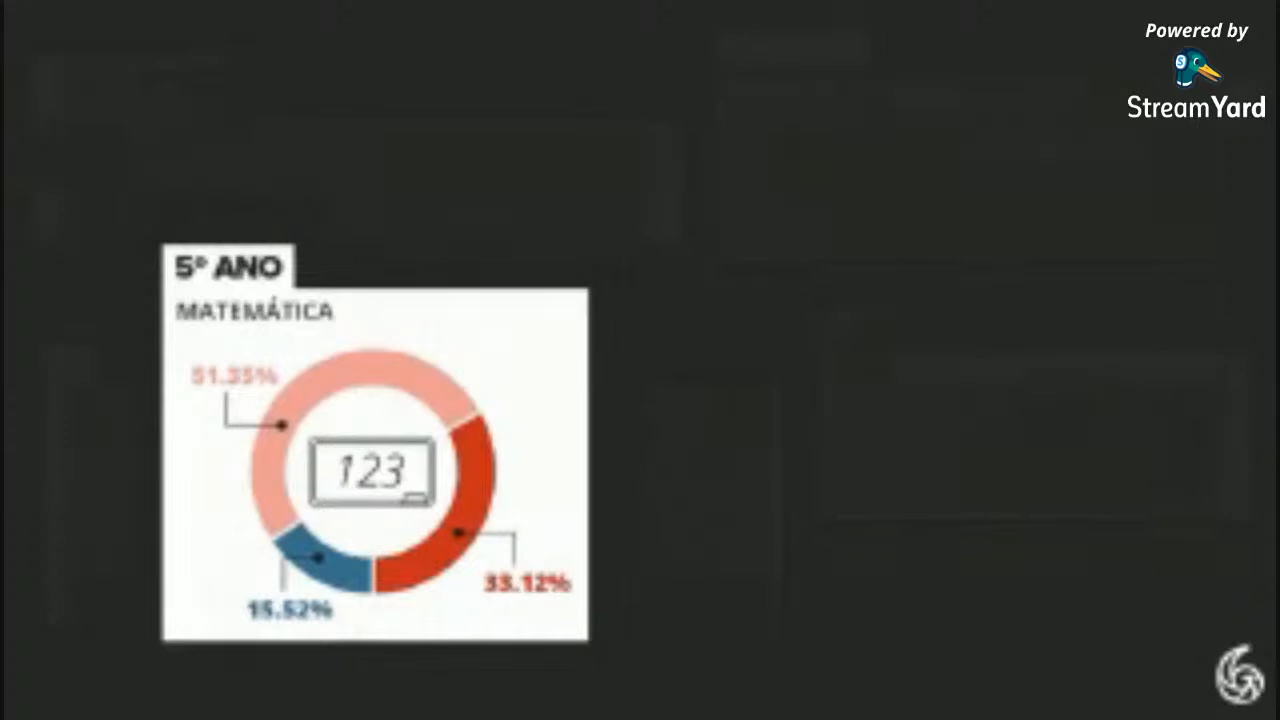 Powered by
StreamYard
5º ANO
MATEMÁTICA
51.35%
123
33.12%
15.52%